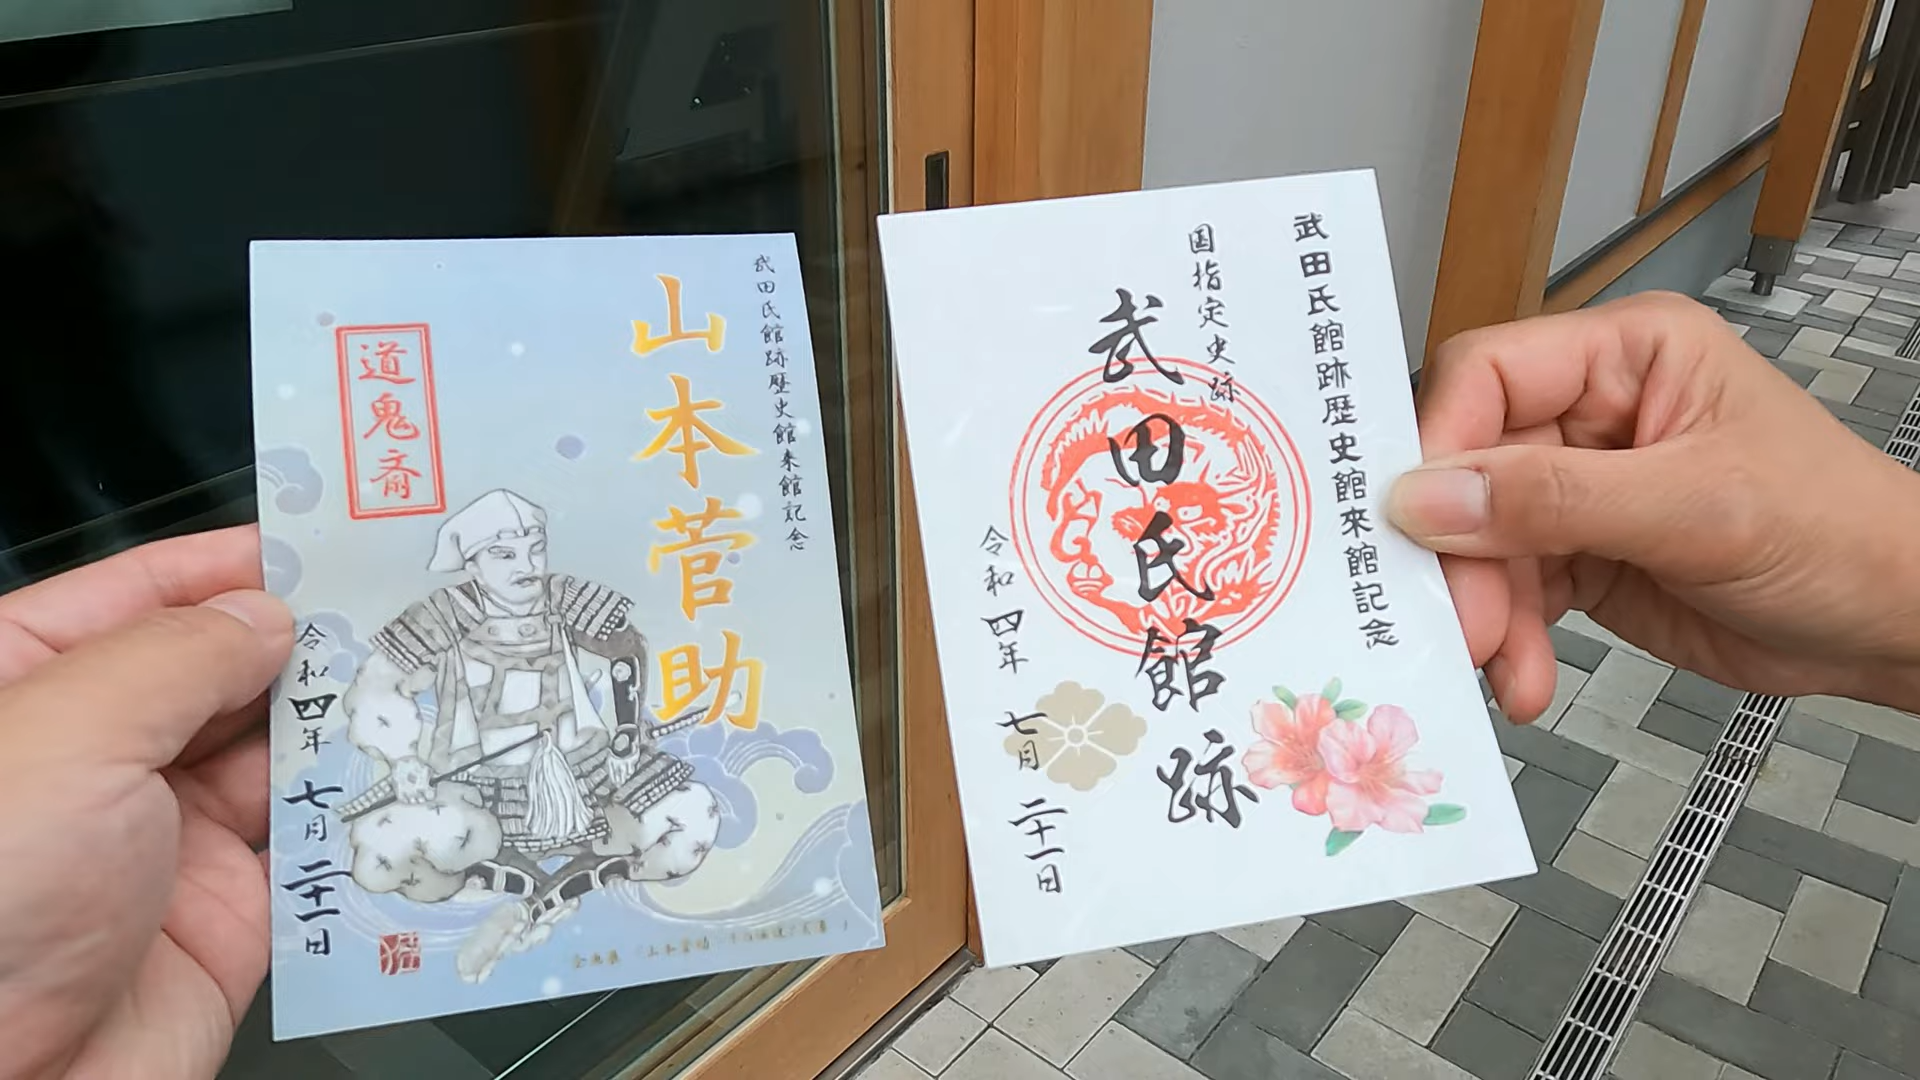 武田氏館跡歴史館来館記念
山本菅助
道鬼斎
令和四年 七月 二十一日
武田氏館跡歴史館來館記念
国指定史跡
武田氏館跡
令和四年 七月 二十一日